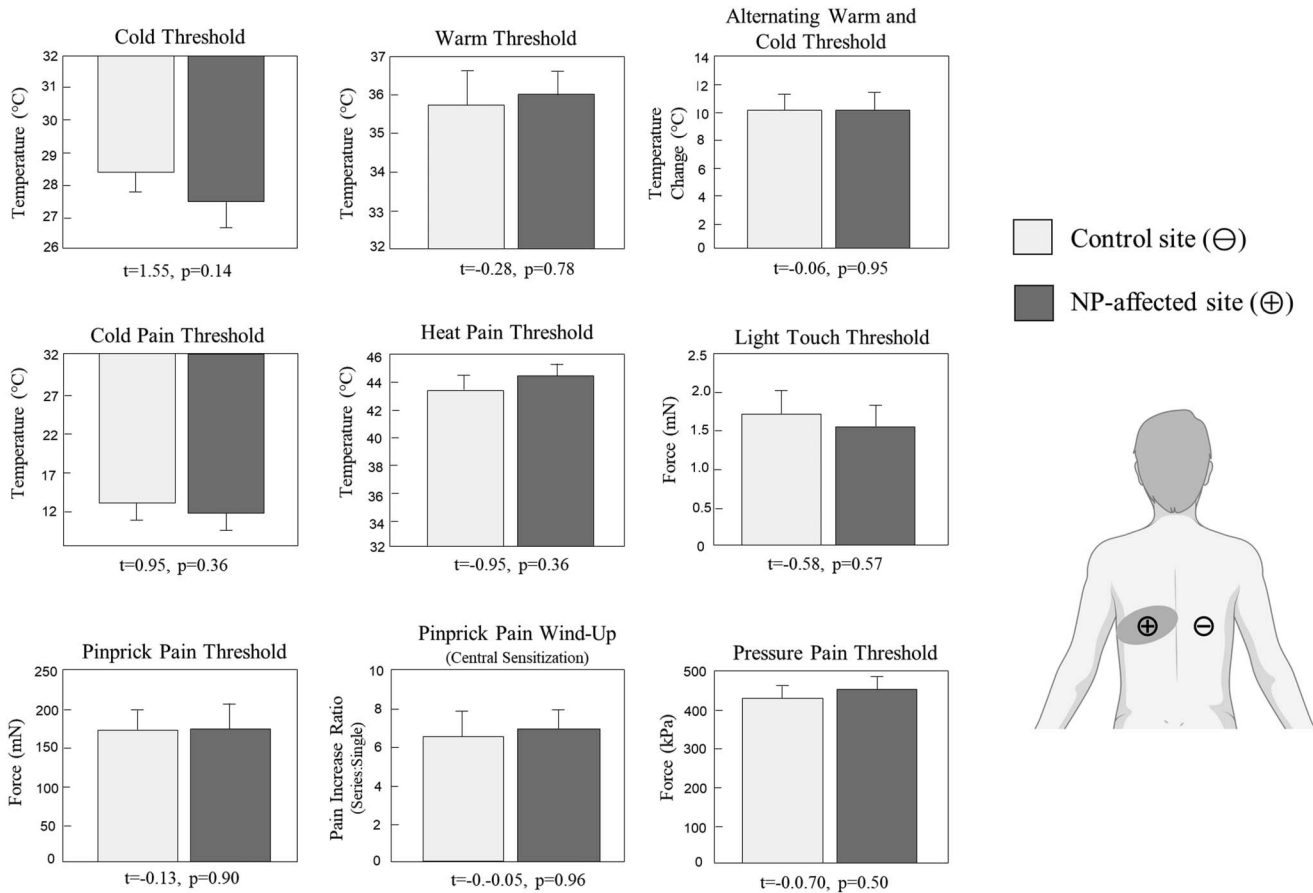 Cold Threshold
Temperature (°C)
32
31
30
29
28
27
26
t=1.55, p=0.14
Warm Threshold
Temperature (°C)
37
36
35
34
33
32
t=-0.28, p=0.78
Alternating Warm and
Cold Threshold
Temperature
Change (°C)
14
12
10
8
6
4
2
0
t=-0.06, p=0.95
Control site (⊖)
NP-affected site (⊕)
Cold Pain Threshold
Temperature (°C)
32
27
22
17
12
t=0.95, p=0.36
Heat Pain Threshold
Temperature (°C)
46
44
42
40
38
36
34
32
t=-0.95, p=0.36
Light Touch Threshold
Force (mN)
2.5
2.0
1.5
1.0
.5
0
t=-0.58, p=0.57
⊕
⊖
Pinprick Pain Threshold
Force (mN)
250
200
150
100
50
0
t=-0.13, p=0.90
Pinprick Pain Wind-Up
(Central Sensitization)
Pain Increase Ratio
(Series:Single)
10
8
6
4
2
0
t=-0.-0.05, p=0.96
Pressure Pain Threshold
Force (kPa)
500
400
300
200
100
0
t=-0.0.70, p=0.50